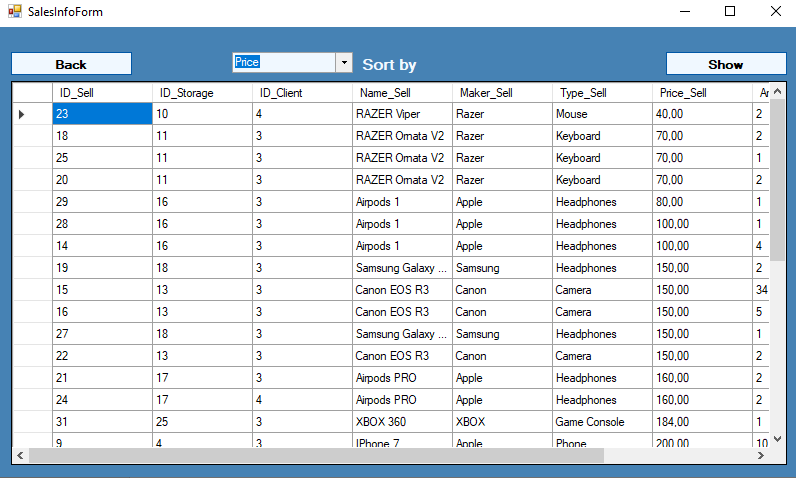 SalesInfoForm
Back Price Sort by Show
ID_Sell ID_Storage ID_Client Name_Sell Maker_Sell Type_Sell Price_Sell Ar
23 10 4 RAZER Viper Razer Mouse 40,00 2
18 11 3 RAZER Ornata V2 Razer Keyboard 70,00 2
25 11 3 RAZER Ornata V2 Razer Keyboard 70,00 1
20 11 3 RAZER Ornata V2 Razer Keyboard 70,00 2
29 16 3 Airpods 1 Apple Headphones 80,00 1
28 16 3 Airpods 1 Apple Headphones 100,00 1
14 16 3 Airpods 1 Apple Headphones 100,00 4
19 18 3 Samsung Galaxy ... Samsung Headphones 150,00 2
15 13 3 Canon EOS R3 Canon Camera 150,00 34
16 13 3 Canon EOS R3 Canon Camera 150,00 5
27 18 3 Samsung Galaxy ... Samsung Headphones 150,00 1
22 13 3 Canon EOS R3 Canon Camera 150,00 2
21 17 3 Airpods PRO Apple Headphones 160,00 2
24 17 4 Airpods PRO Apple Headphones 160,00 2
31 25 3 XBOX 360 XBOX Game Console 184,00 1
9 4 3 IPhone 7 Apple Phone 200,00 10